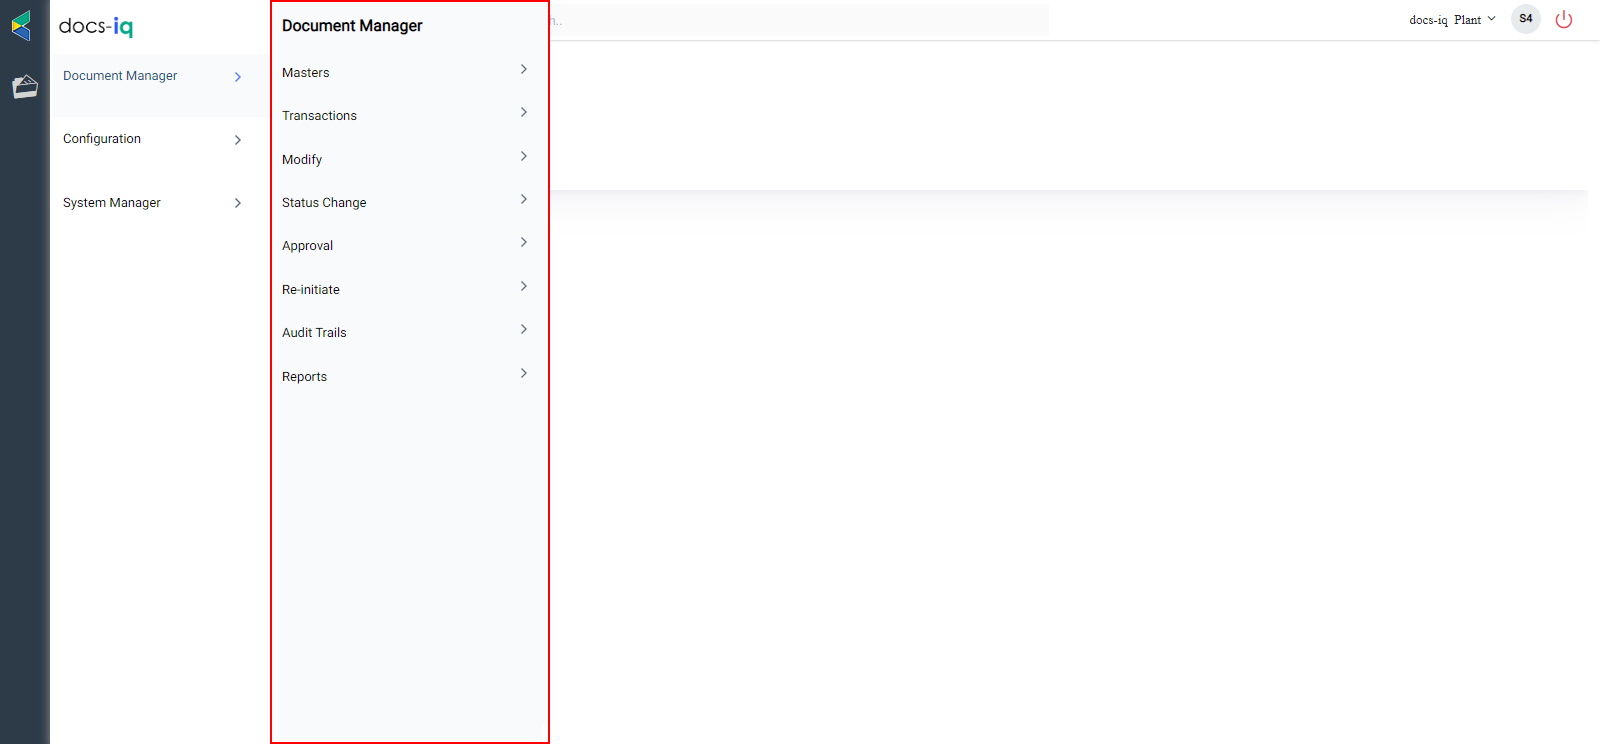 docs-iq
Document Manager
Configuration
System Manager
Document Manager
Masters
Transactions
Modify
Status Change
Approval
Re-initiate
Audit Trails
Reports
h..
docs-iq Plant
S4